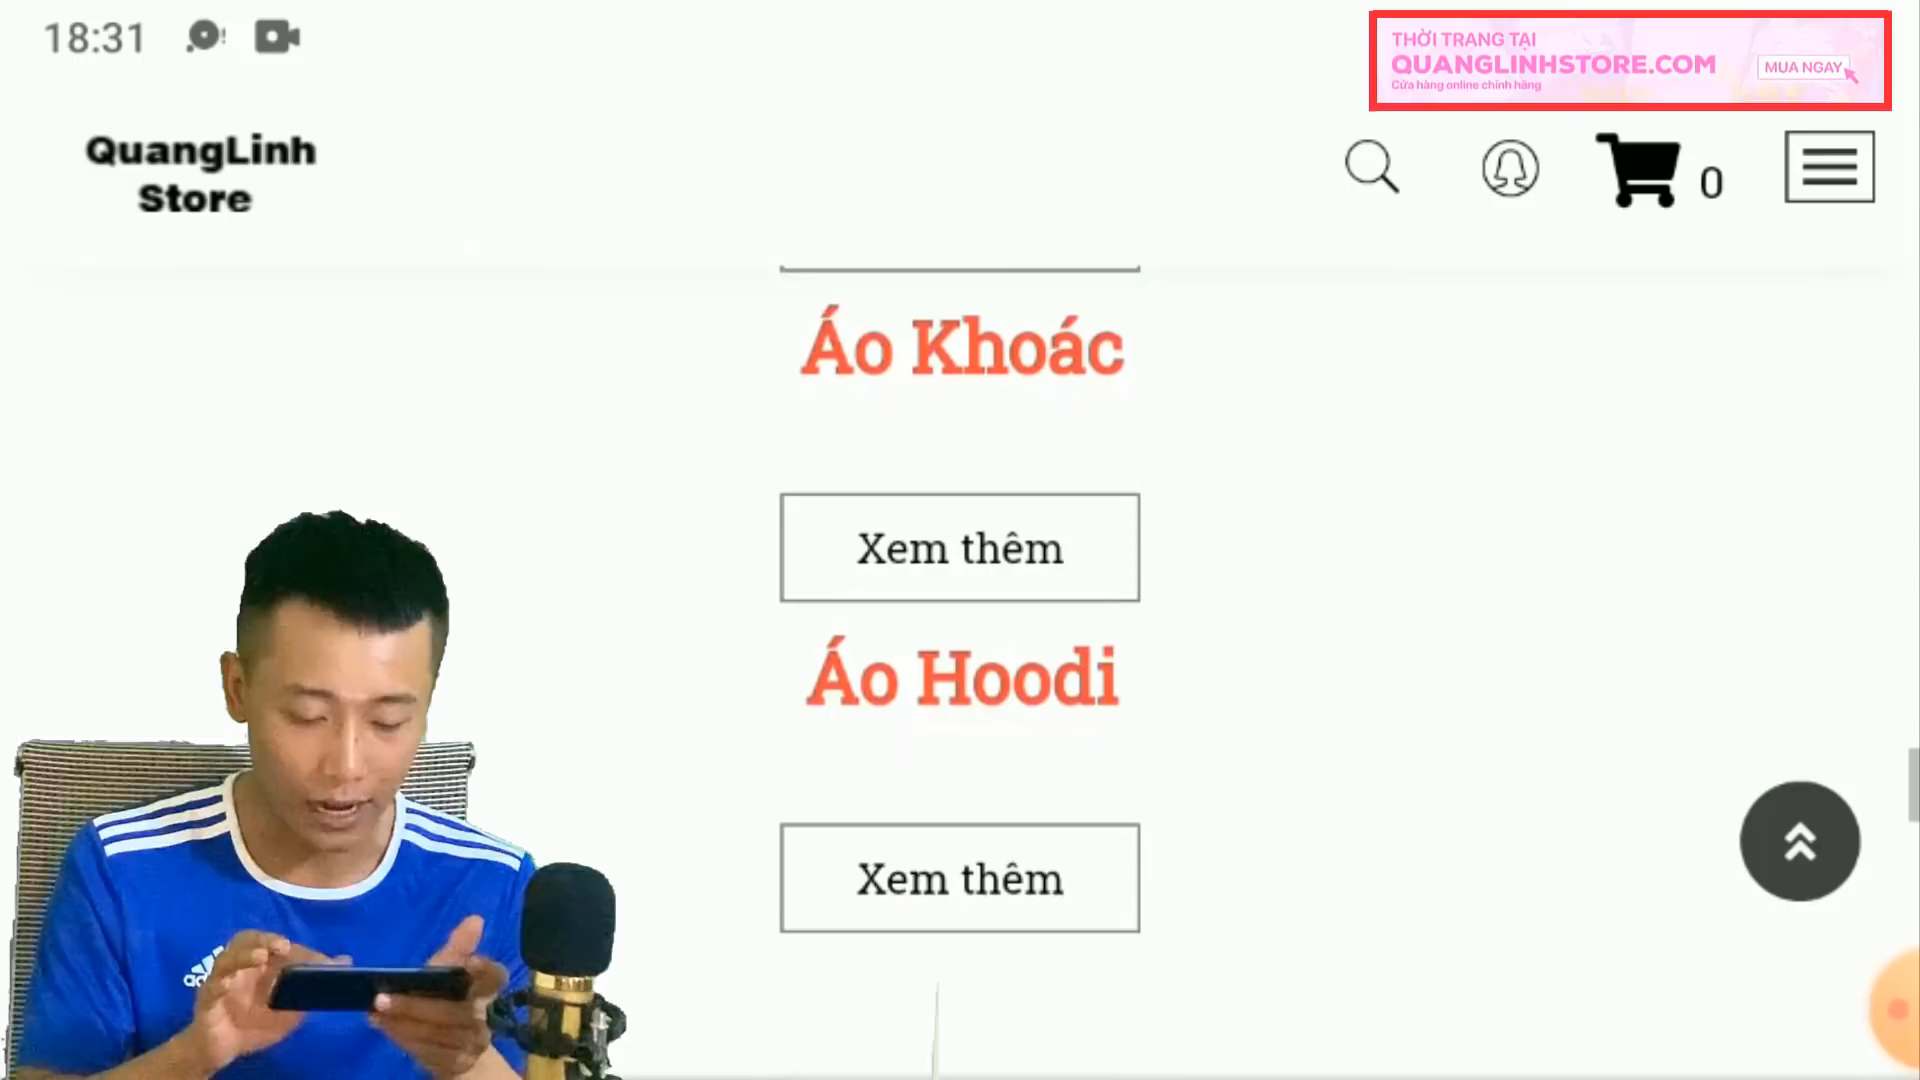 18:31
THỜI TRANG TẠI
QUANGLINHSTORE.COM
Cửa hàng online chính hãng
MUA NGAY
QuangLinh
Store
0
Áo Khoác
Xem thêm
Áo Hoodi
Xem thêm